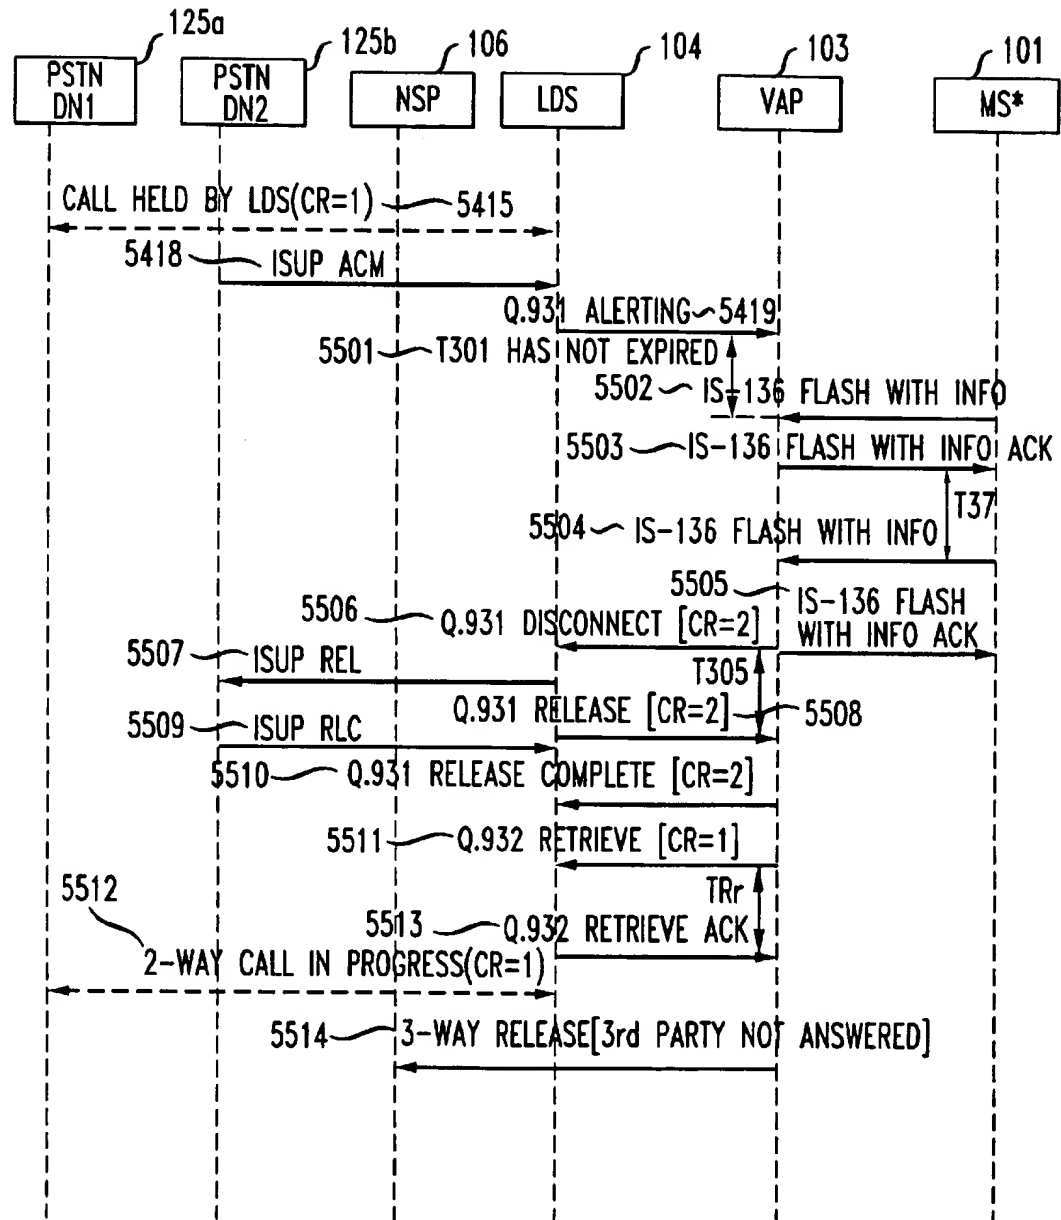 125a
125b
106
104
103
101
PSTN
DN1
PSTN
DN2
NSP
LDS
VAP
MS*
CALL HELD BY LDS(CR=1)
5415
5418
ISUP ACM
Q.931 ALERTING
5419
5501
T301 HAS NOT EXPIRED
5502
IS-136 FLASH WITH INFO
5503
IS-136 FLASH WITH INFO ACK
T37
5504
IS-136 FLASH WITH INFO
5505
IS-136 FLASH
WITH INFO ACK
5506
Q.931 DISCONNECT [CR=2]
5507
ISUP REL
T305
Q.931 RELEASE [CR=2]
5508
5509
ISUP RLC
5510
Q.931 RELEASE COMPLETE [CR=2]
5511
Q.932 RETRIEVE [CR=1]
TRr
5512
5513
Q.932 RETRIEVE ACK
2-WAY CALL IN PROGRESS(CR=1)
5514
3-WAY RELEASE[3rd PARTY NOT ANSWERED]